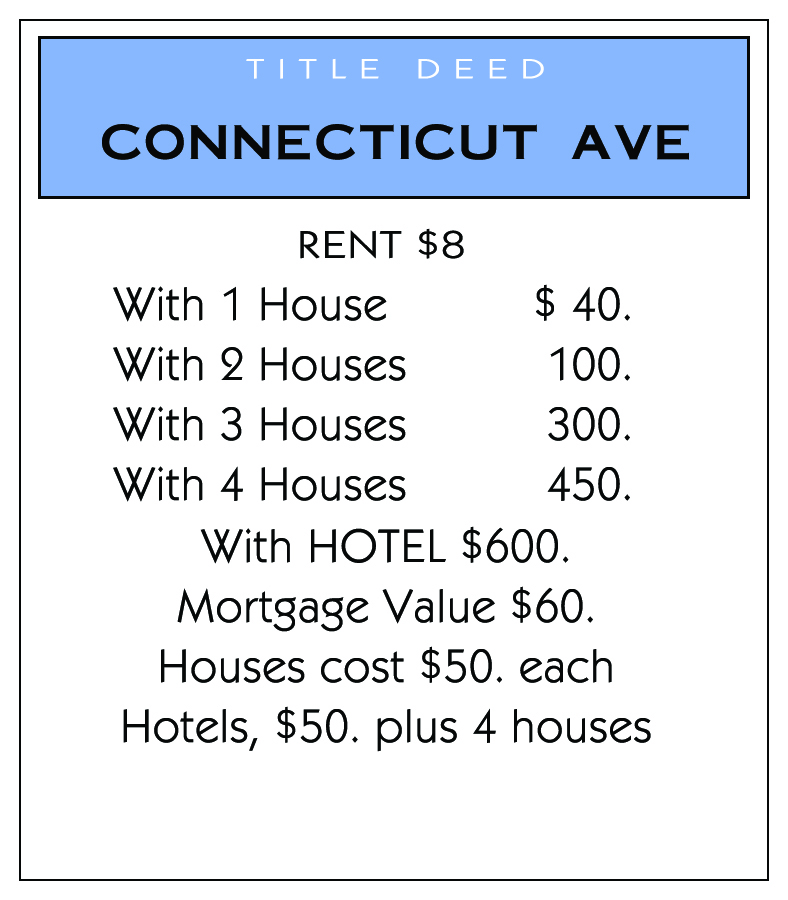 TITLE DEED
CONNECTICUT AVE
RENT $8
With 1 House $ 40.
With 2 Houses 100.
With 3 Houses 300.
With 4 Houses 450.
With HOTEL $600.
Mortgage Value $60.
Houses cost $50. each
Hotels, $50. plus 4 houses